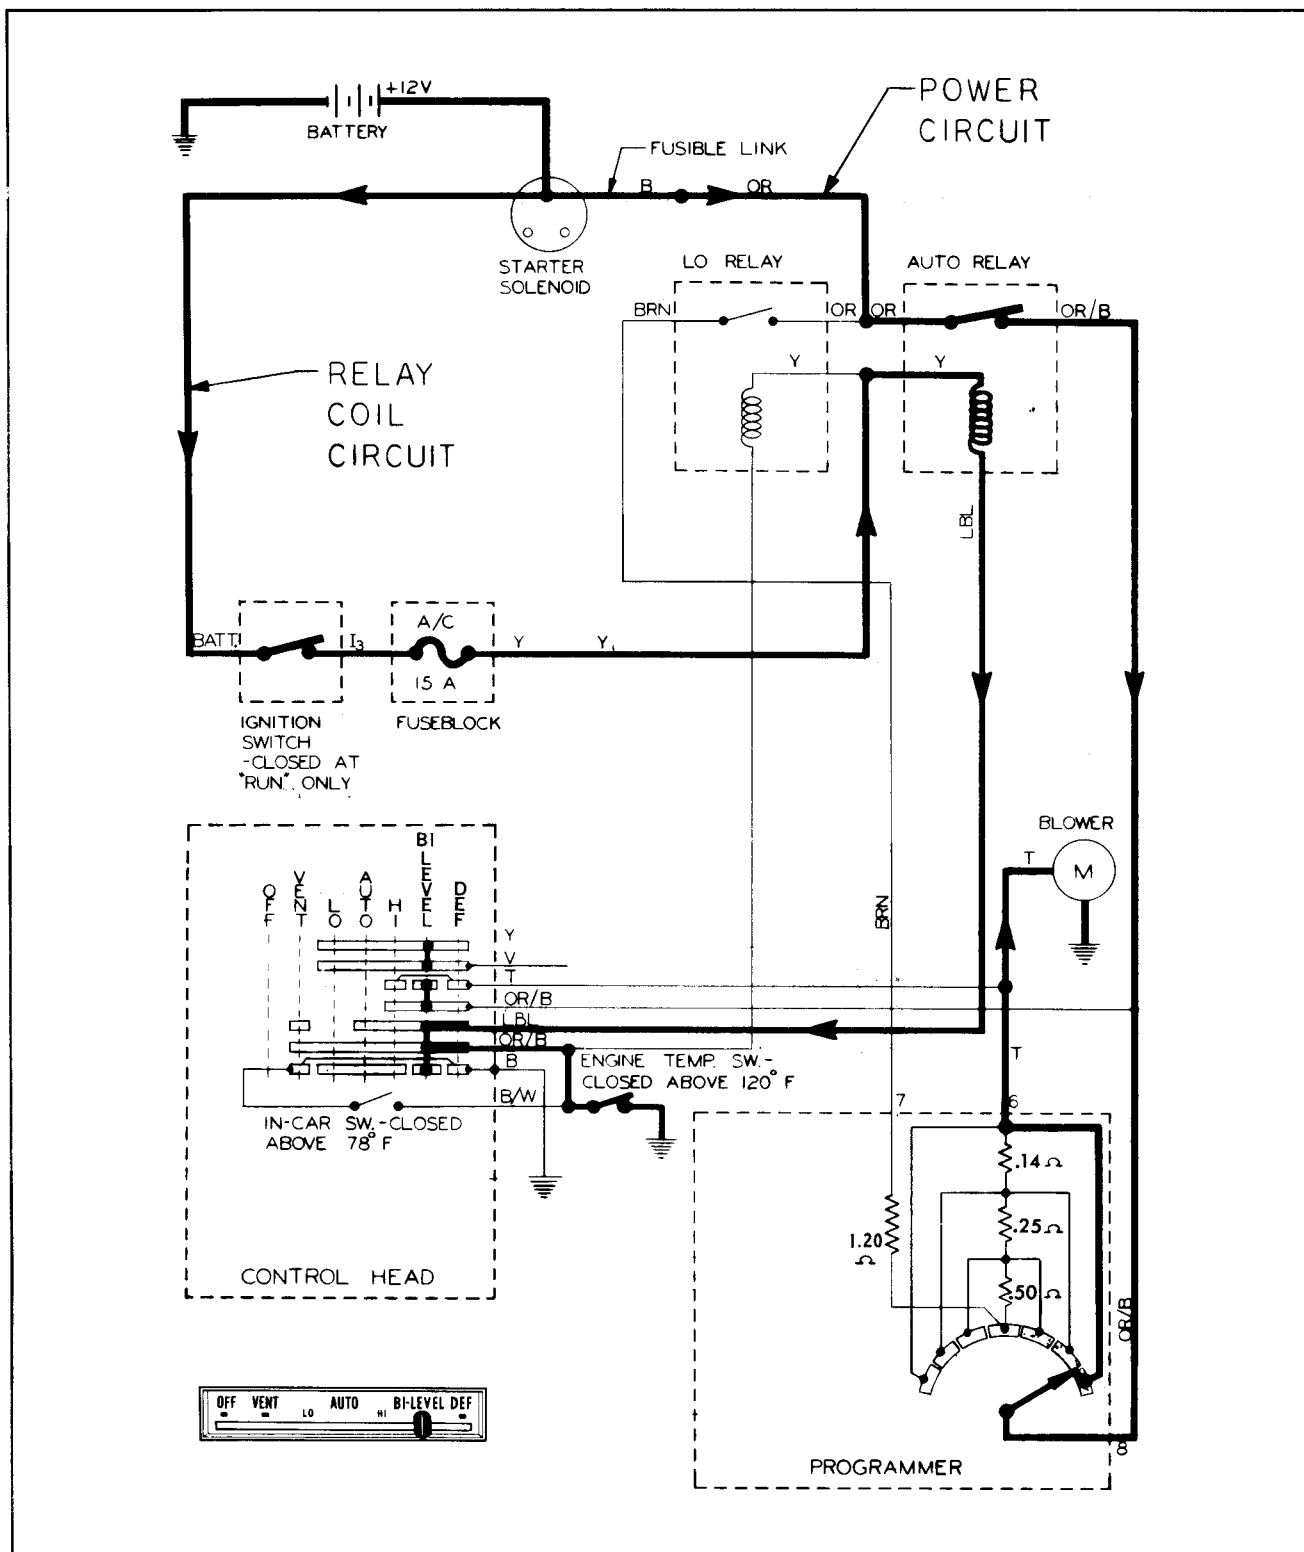 +12V
BATTERY
POWER
CIRCUIT
FUSIBLE LINK
B
OR
STARTER
SOLENOID
LO RELAY
AUTO RELAY
BRN
OR
OR
OR/B
Y
Y
RELAY
COIL
CIRCUIT
LBL
BATT.
I3
A/C
15 A
Y
Y
IGNITION
SWITCH
-CLOSED AT
"RUN". ONLY
FUSEBLOCK
BLOWER
T
M
BRN
OFF
VENT
LO
AUTO
HI
BI LEVEL
DEF
Y
V
T
OR/B
LBL
OR/B
B
B/W
ENGINE TEMP. SW.-
CLOSED ABOVE 120°F
IN-CAR SW.-CLOSED
ABOVE 78°F
T
7
6
.14 Ω
.25 Ω
1.20
Ω
.50 Ω
OR/B
CONTROL HEAD
OFF VENT LO AUTO HI BI-LEVEL DEF
8
PROGRAMMER